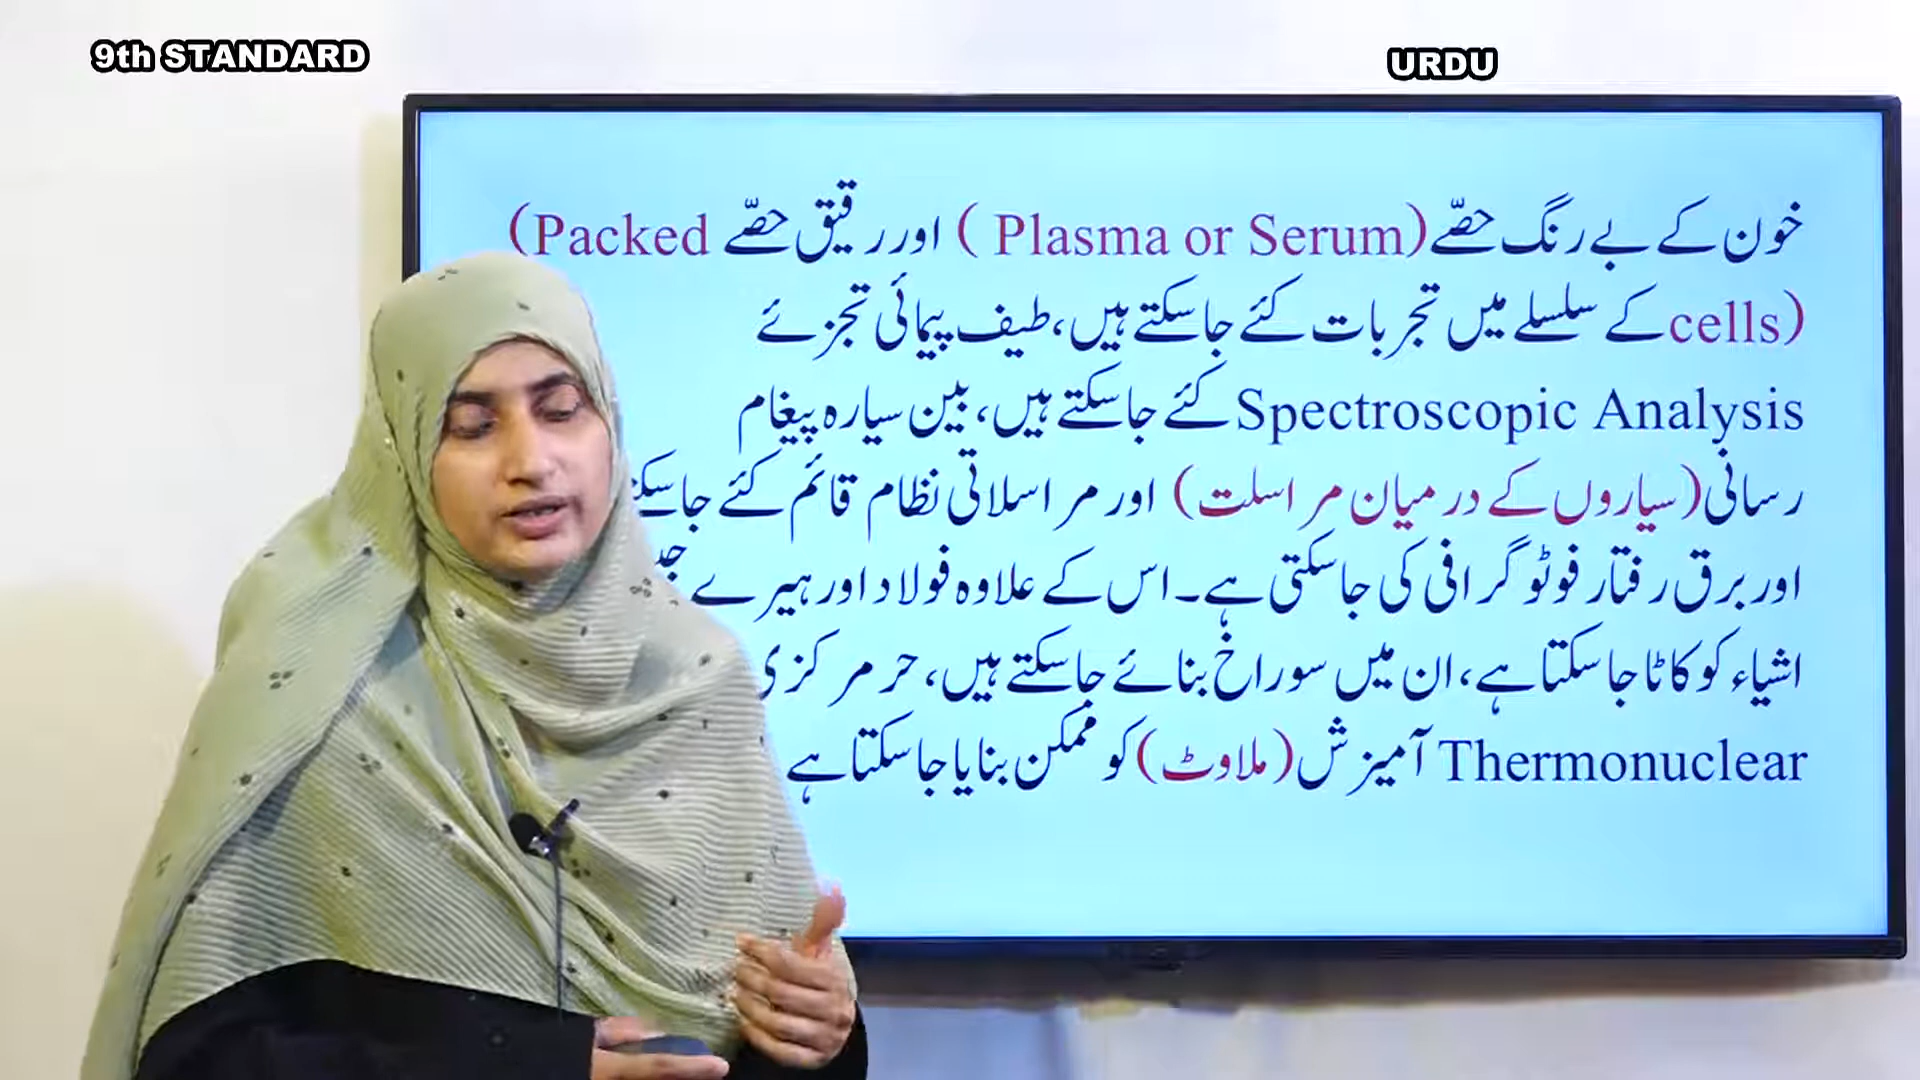 9th STANDARD
URDU
خون کے بے رنگ حصّے (Plasma or Serum ) اور رقیق حصّے (Packed
cells) کے سلسلے میں تجربات کئے جاسکتے ہیں، طیف پیمائی تجزئے
Spectroscopic Analysis کئے جاسکتے ہیں، بین سیارہ پیغام
رسانی (سیاروں کے درمیان مراسلت) اور مراسلاتی نظام قائم کئے
اور برق رفتار فوٹو گرافی کی جاسکتی ہے۔ اس کے علاوہ فولاد اور ہیرے
اشیاء کو کاٹا جاسکتا ہے، ان میں سوراخ بنائے جاسکتے ہیں، حر مرکزی
Thermonuclear آمیزش (ملاوٹ) کو ممکن بنایا جاسکتا ہے